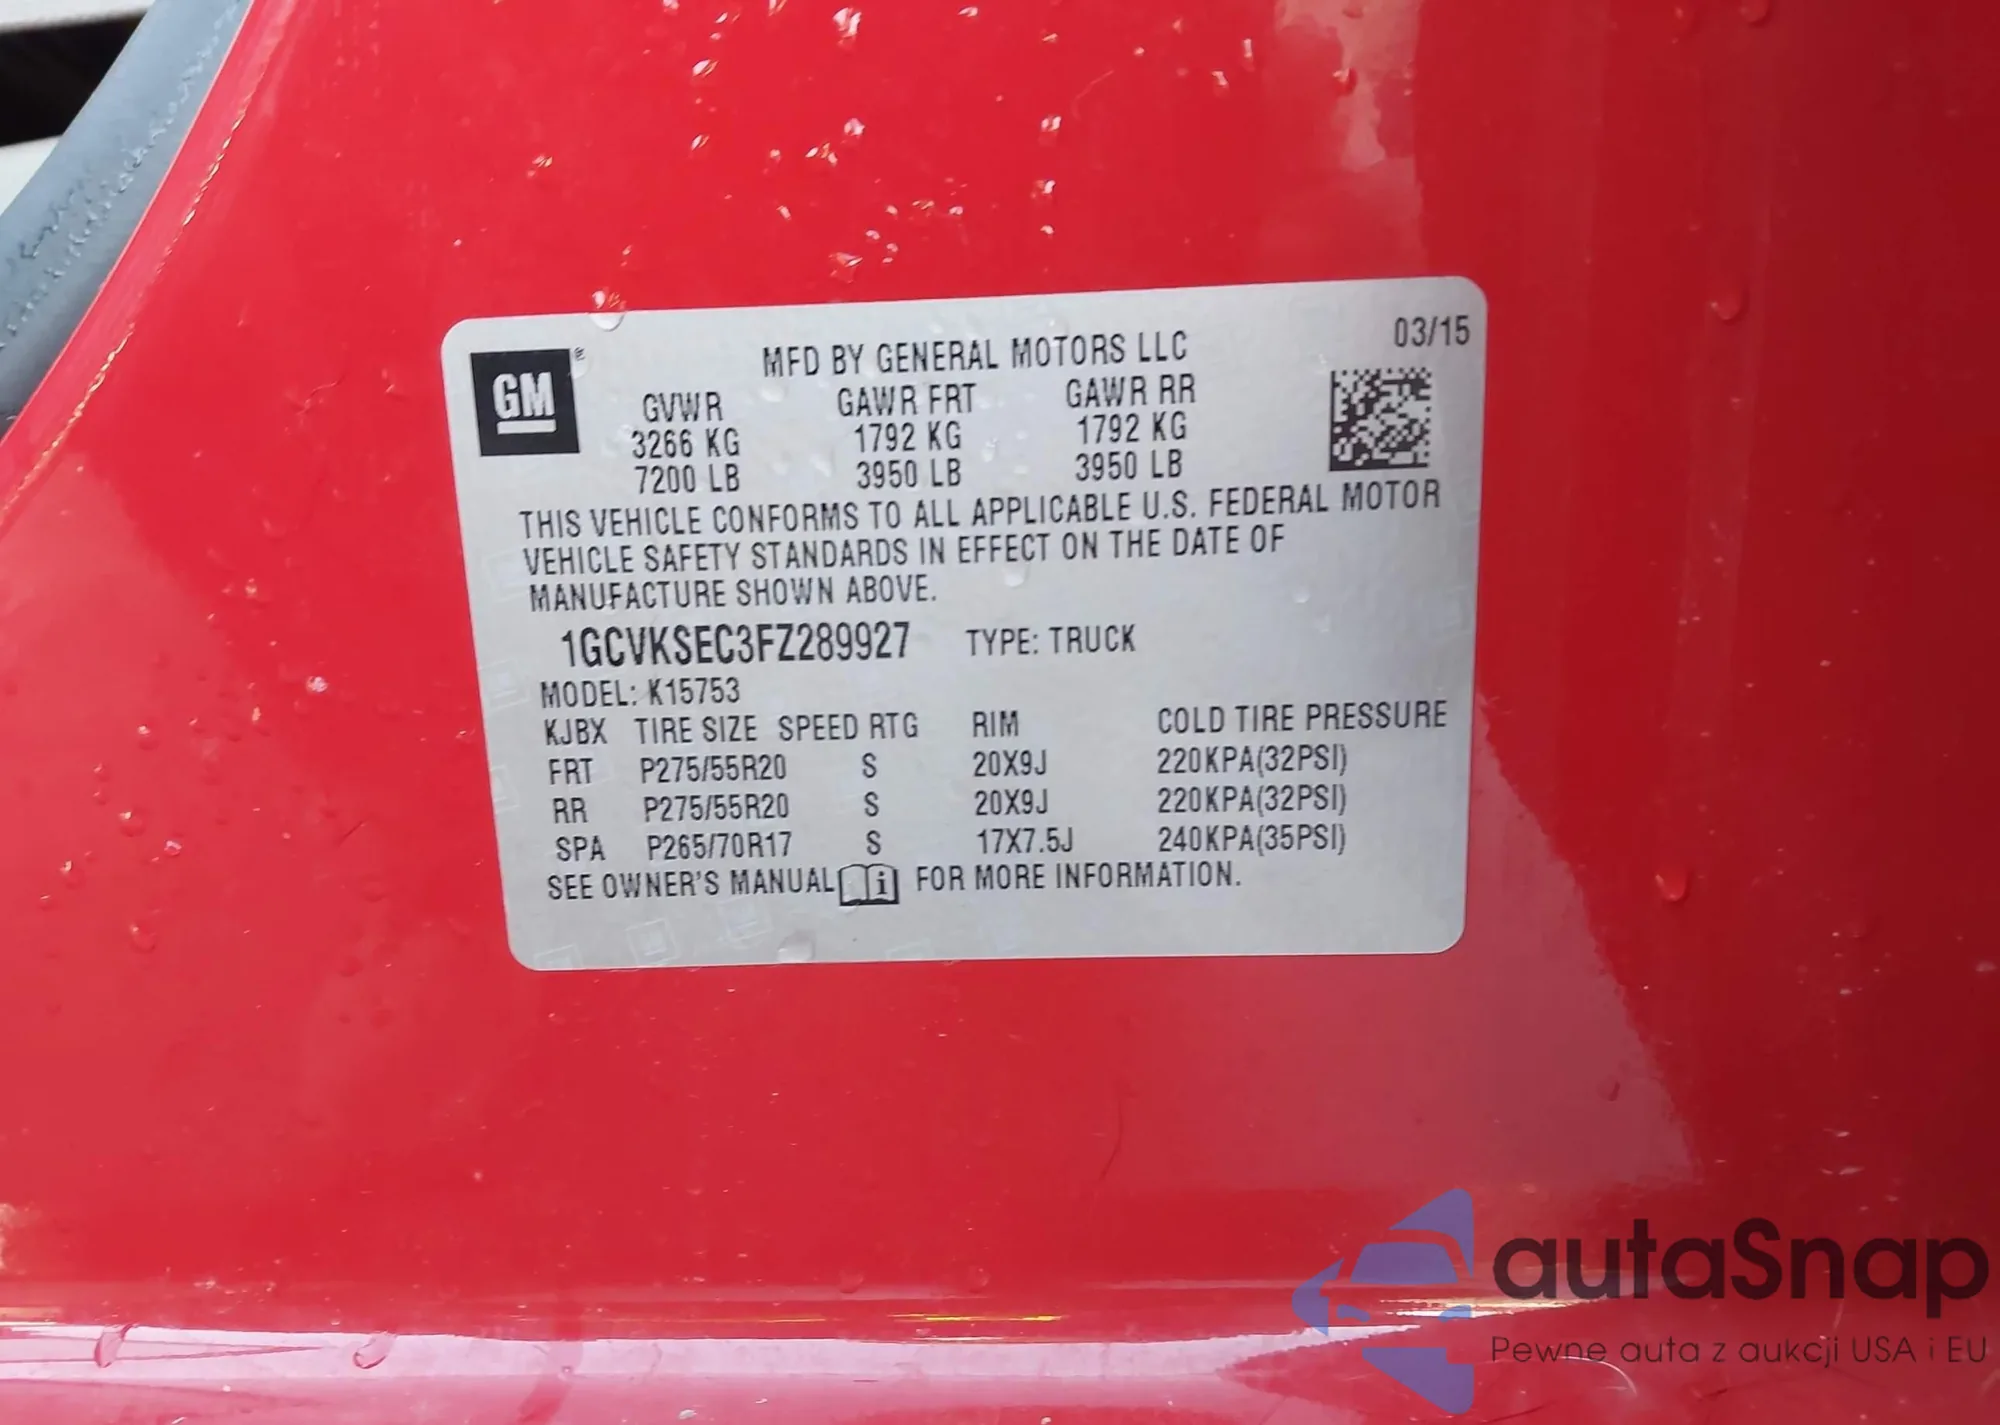 03/15
GM ® MFD BY GENERAL MOTORS LLC
GVWR GAWR FRT GAWR RR
3266 KG 1792 KG 1792 KG
7200 LB 3950 LB 3950 LB
THIS VEHICLE CONFORMS TO ALL APPLICABLE U.S. FEDERAL MOTOR
VEHICLE SAFETY STANDARDS IN EFFECT ON THE DATE OF
MANUFACTURE SHOWN ABOVE.
1GCVKSEC3FZ289927 TYPE: TRUCK
MODEL: K15753
KJBX TIRE SIZE SPEED RTG RIM COLD TIRE PRESSURE
FRT P275/55R20 S 20X9J 220KPA(32PSI)
RR P275/55R20 S 20X9J 220KPA(32PSI)
SPA P265/70R17 S 17X7.5J 240KPA(35PSI)
SEE OWNER'S MANUAL i FOR MORE INFORMATION.
autaSnap
Pewne auta z aukcji USA i EU